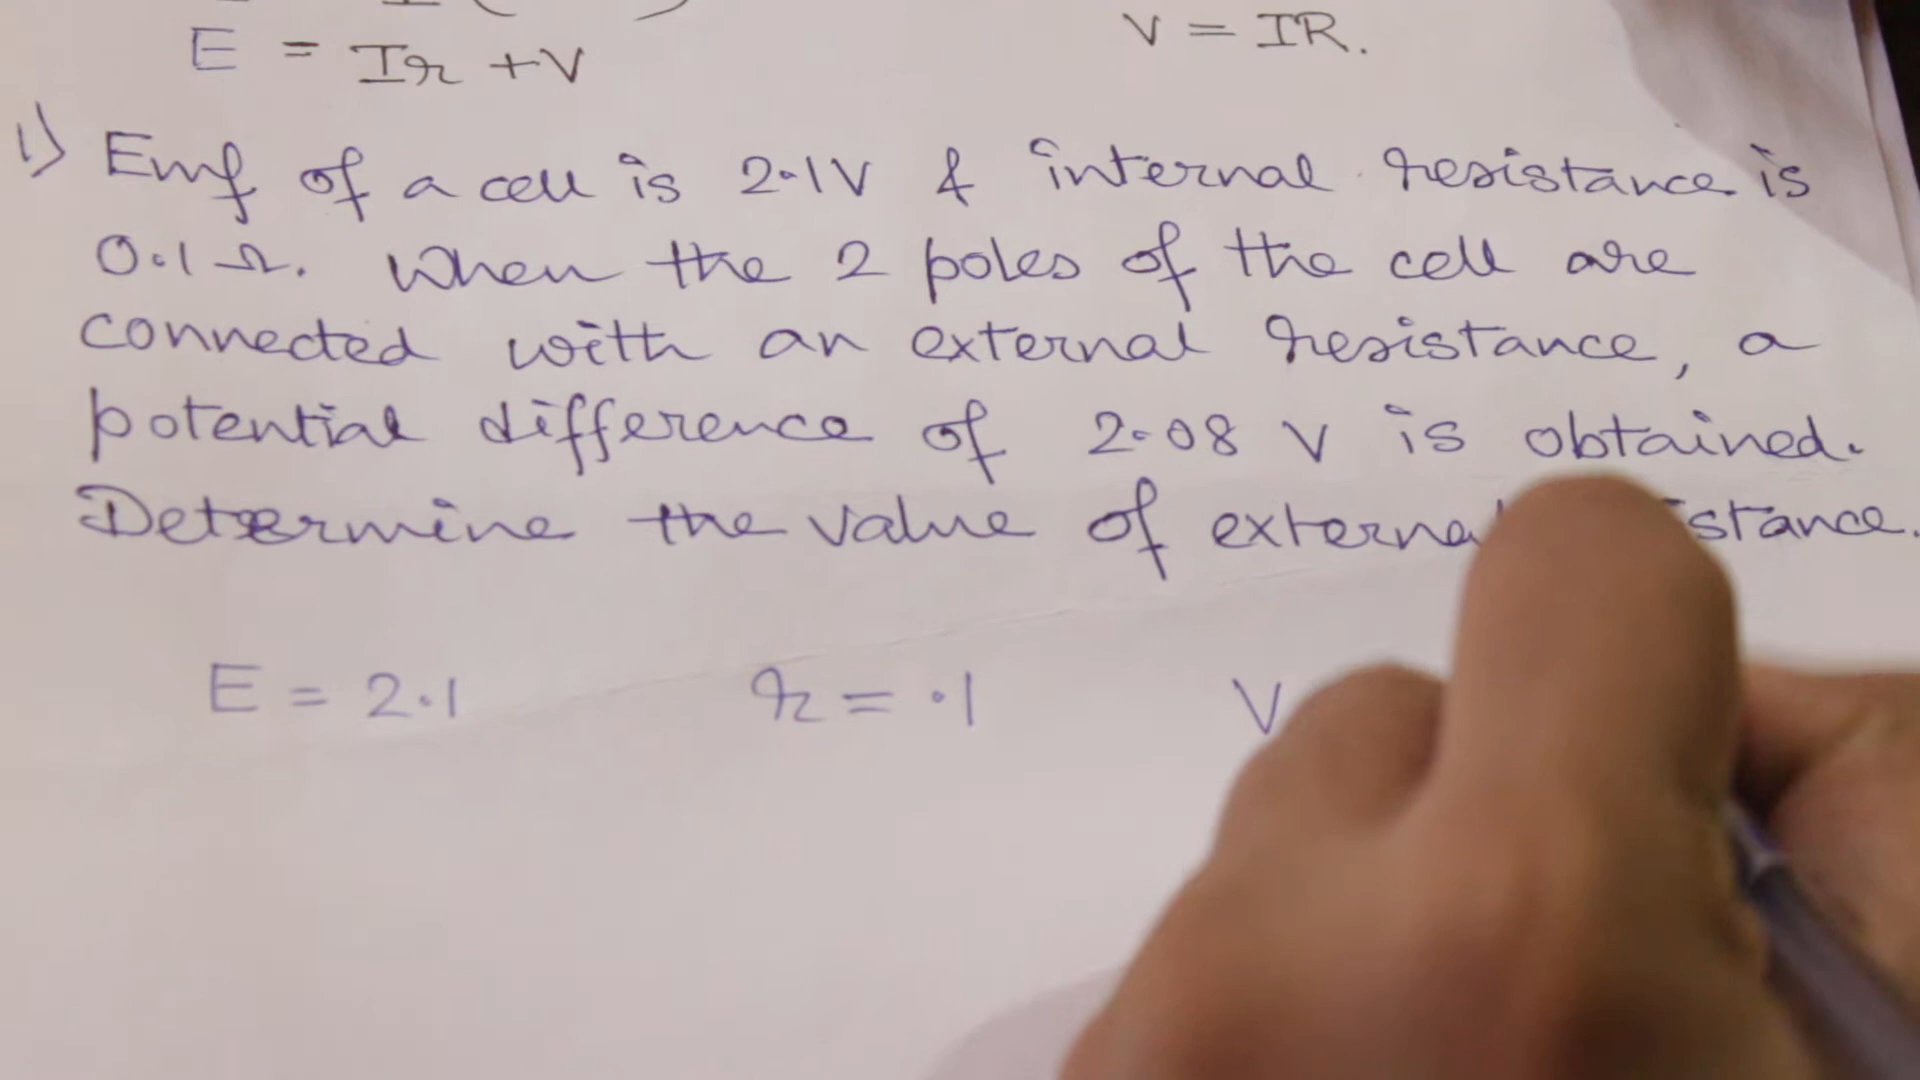 E = Ir + V
V = IR.
1) Emf of a cell is 2.1V & internal resistance is
0.1Ω. When the 2 poles of the cell are
connected with an external resistance, a
potential difference of 2.08 V is obtained.
Determine the value of
E = 2.1 r = .1 V